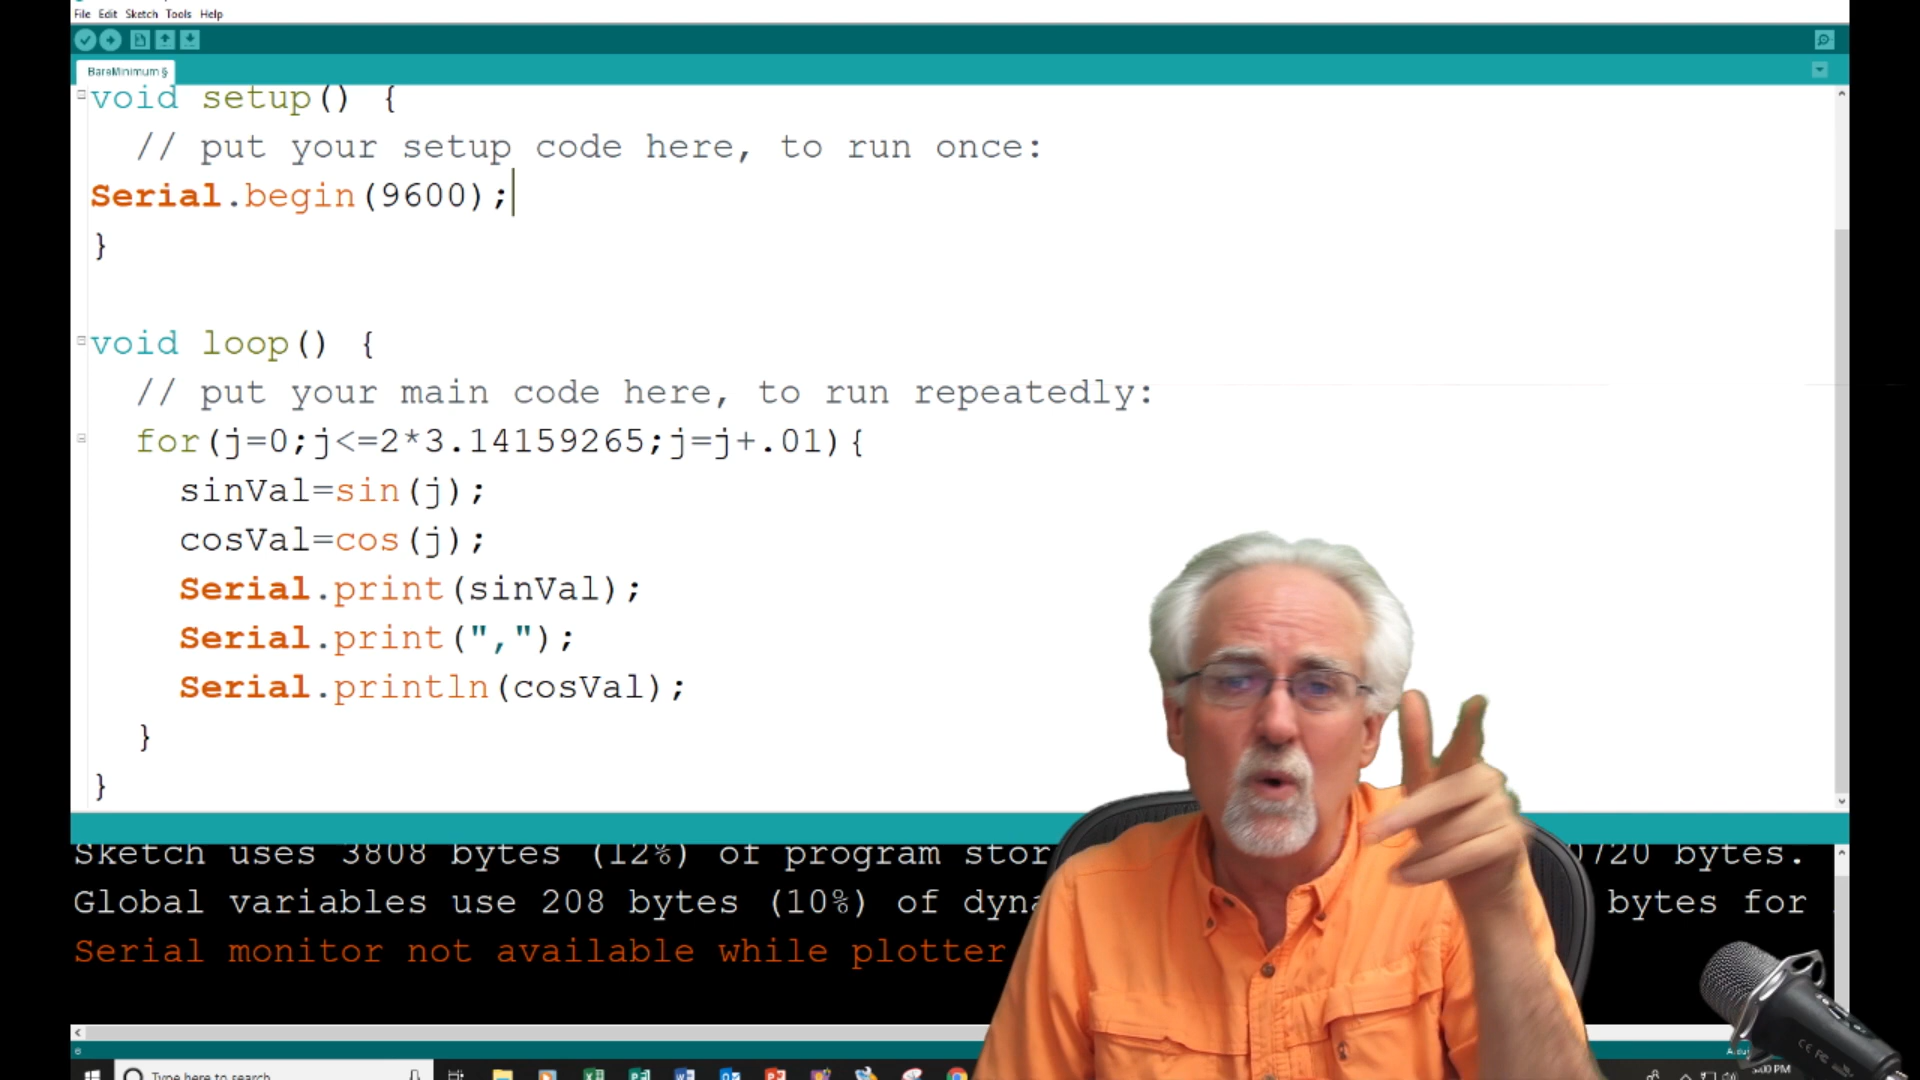 File Edit Sketch Tools Help
BareMinimum §
void setup() {
// put your setup code here, to run once:
Serial.begin(9600);
}
void loop() {
// put your main code here, to run repeatedly:
for(j=0;j<=2*3.14159265;j=j+.01){
sinVal=sin(j);
cosVal=cos(j);
Serial.print(sinVal);
Serial.print(",");
Serial.println(cosVal);
}
}
Sketch uses 3808 bytes (12%) of program bytes.
Global variables use 208 bytes (10%) of bytes for
Serial monitor not available while plotter
Type here to search